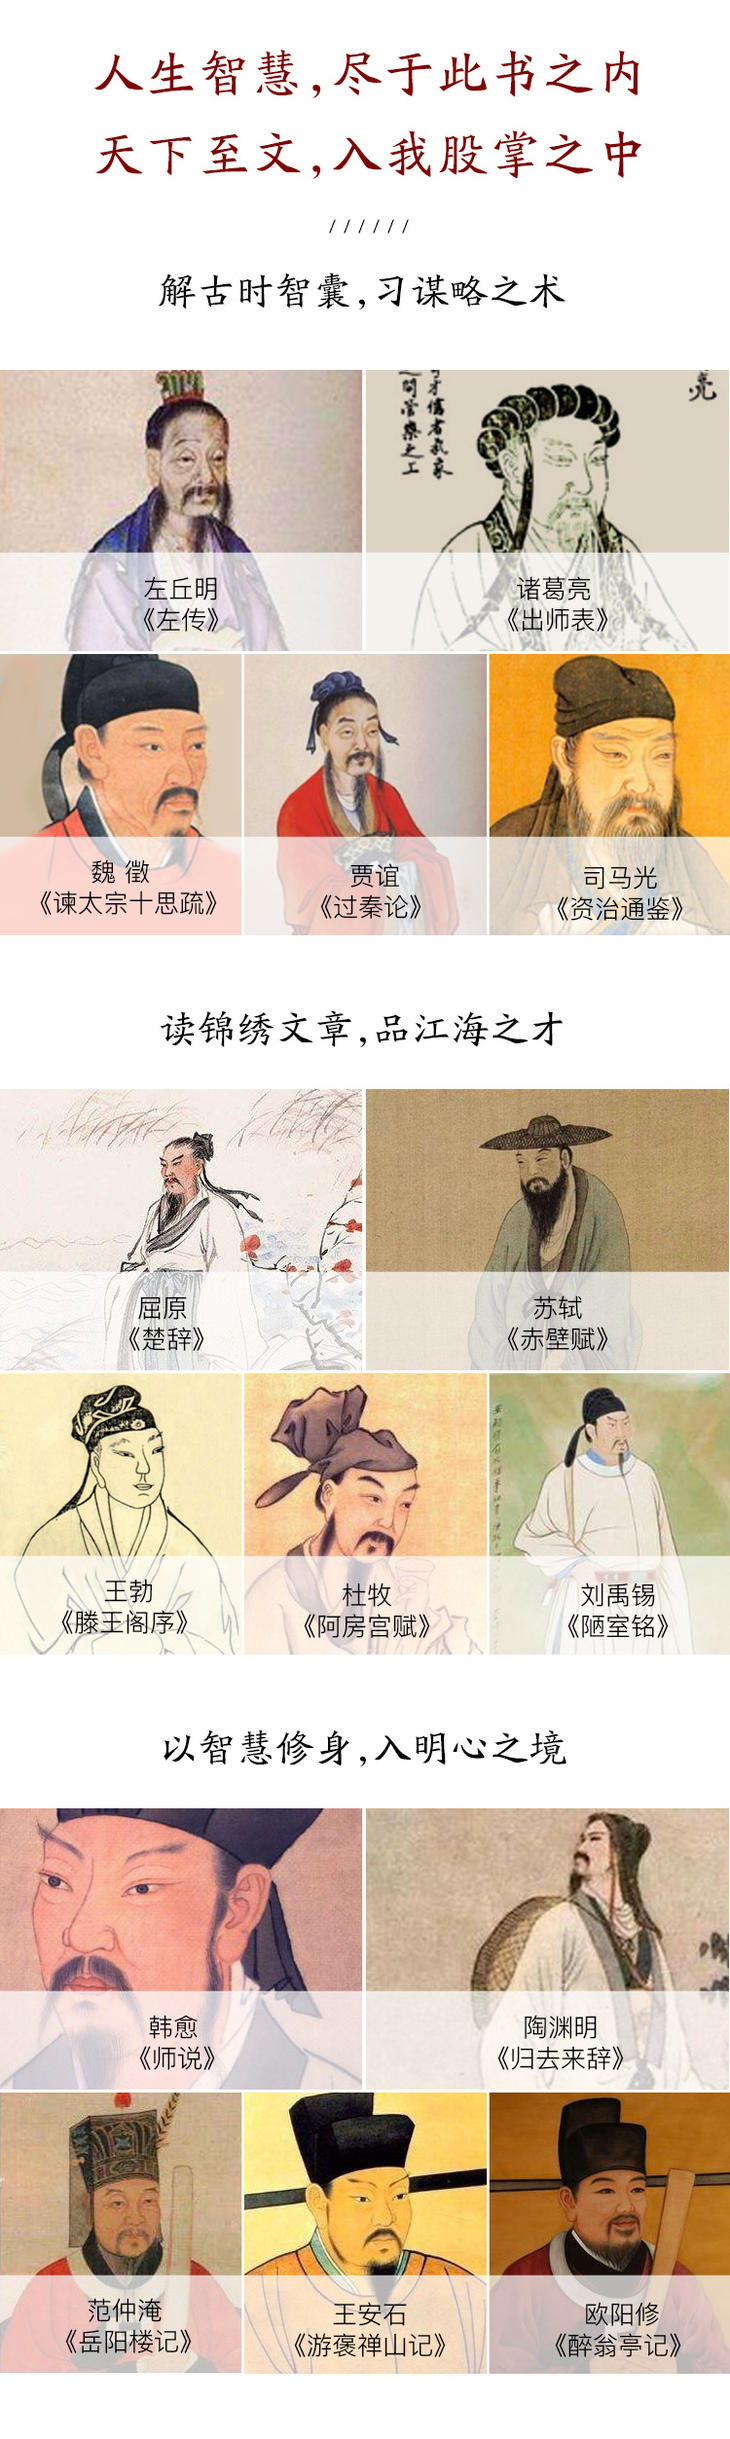 人生智慧，尽于此书之内
天下至文，入我股掌之中
//////
解古时智囊，习谋略之术
亮
左丘明
《左传》
诸葛亮
《出师表》
魏 徵
《谏太宗十思疏》
贾谊
《过秦论》
司马光
《资治通鉴》
读锦绣文章，品江海之才
屈原
《楚辞》
苏轼
《赤壁赋》
王勃
《滕王阁序》
杜牧
《阿房宫赋》
刘禹锡
《陋室铭》
以智慧修身，入明心之境
韩愈
《师说》
陶渊明
《归去来辞》
范仲淹
《岳阳楼记》
王安石
《游褒禅山记》
欧阳修
《醉翁亭记》